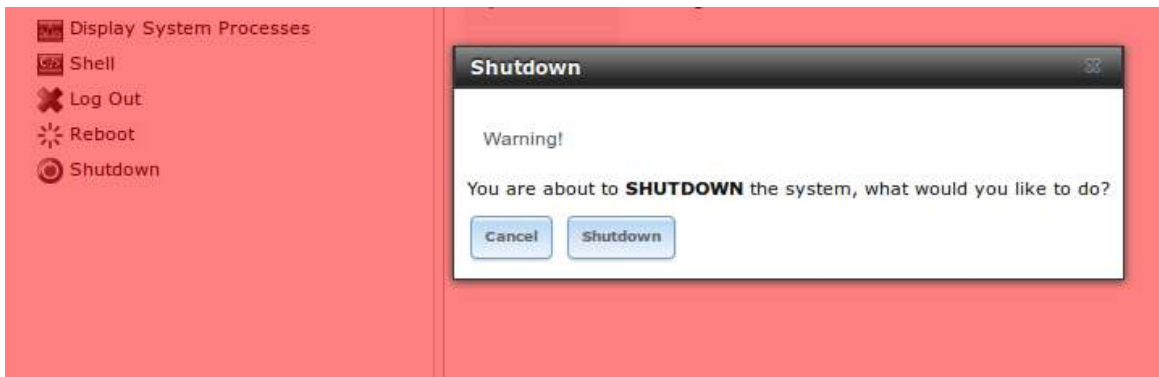 Display System Processes
Shell
Log Out
Reboot
Shutdown
Shutdown
Warning!
You are about to SHUTDOWN the system, what would you like to do?
Cancel Shutdown